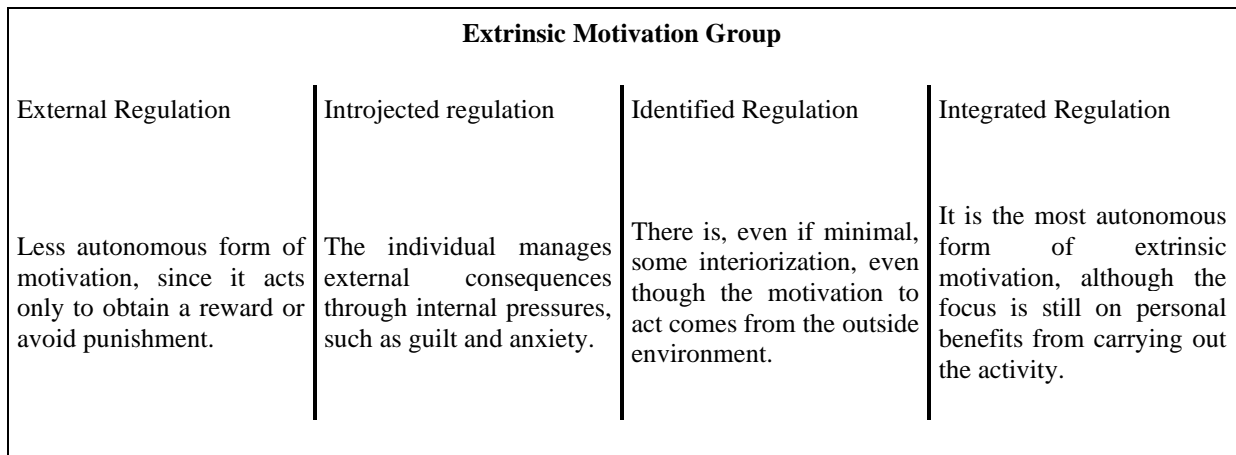 Extrinsic Motivation Group
External Regulation
Introjected regulation
Identified Regulation
Integrated Regulation
Less autonomous form of
motivation, since it acts
only to obtain a reward or
avoid punishment.
The individual manages
external consequences
through internal pressures,
such as guilt and anxiety.
There is, even if minimal,
some interiorization, even
though the motivation to
act comes from the outside
environment.
It is the most autonomous
form of extrinsic
motivation, although the
focus is still on personal
benefits from carrying out
the activity.